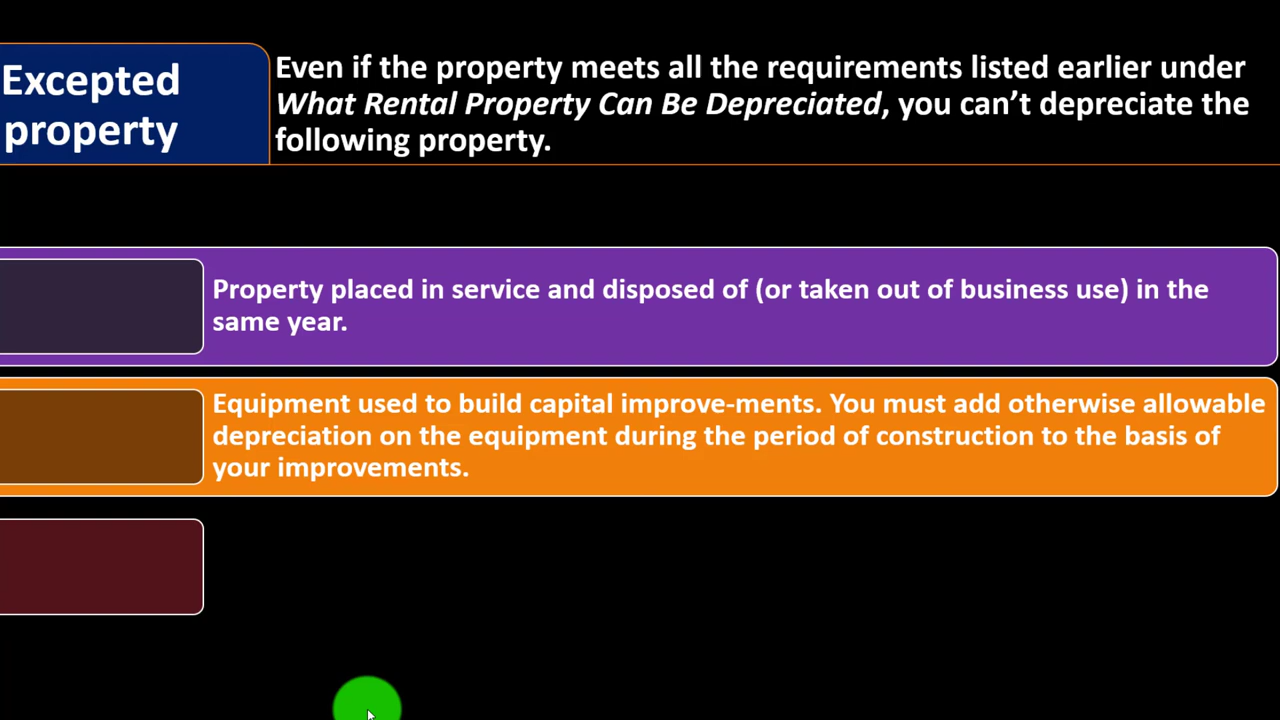 Excepted
property
Even if the property meets all the requirements listed earlier under
What Rental Property Can Be Depreciated, you can’t depreciate the
following property.
Property placed in service and disposed of (or taken out of business use) in the
same year.
Equipment used to build capital improve-ments. You must add otherwise allowable
depreciation on the equipment during the period of construction to the basis of
your improvements.